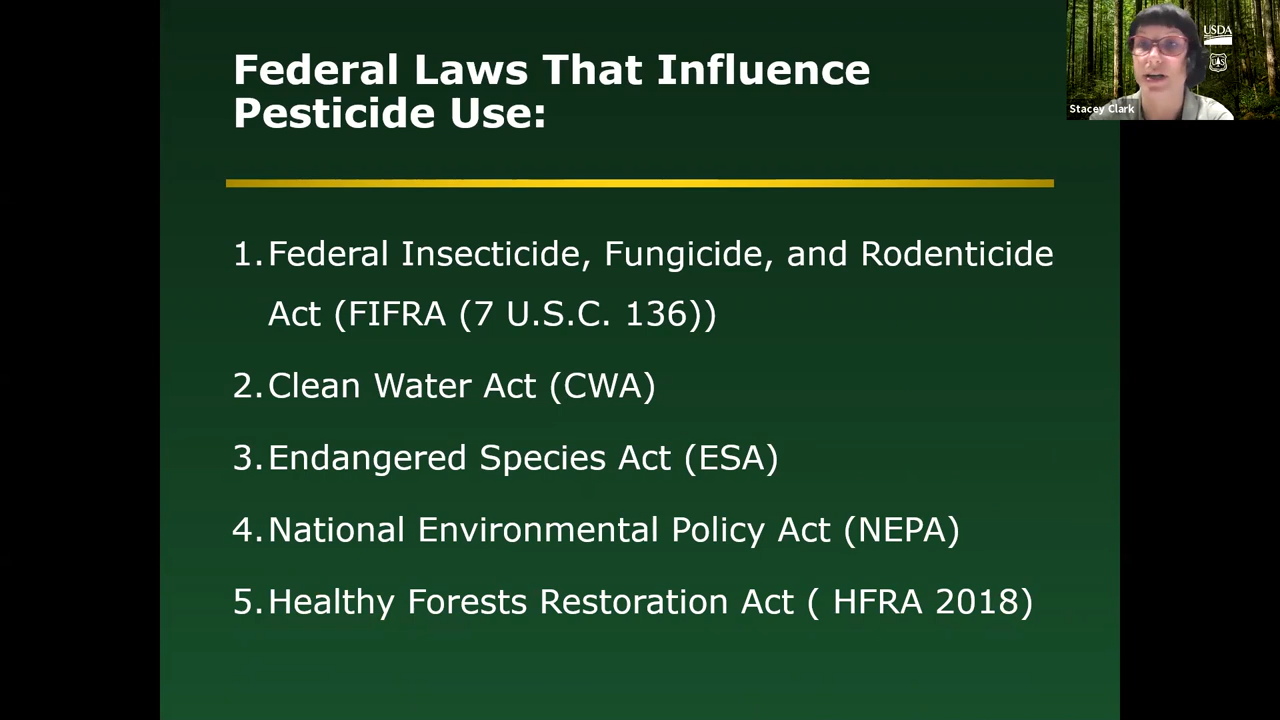 Federal Laws That Influence
Pesticide Use:
1. Federal Insecticide, Fungicide, and Rodenticide
Act (FIFRA (7 U.S.C. 136))
2. Clean Water Act (CWA)
3. Endangered Species Act (ESA)
4. National Environmental Policy Act (NEPA)
5. Healthy Forests Restoration Act ( HFRA 2018)
USDA
Stacey Clark